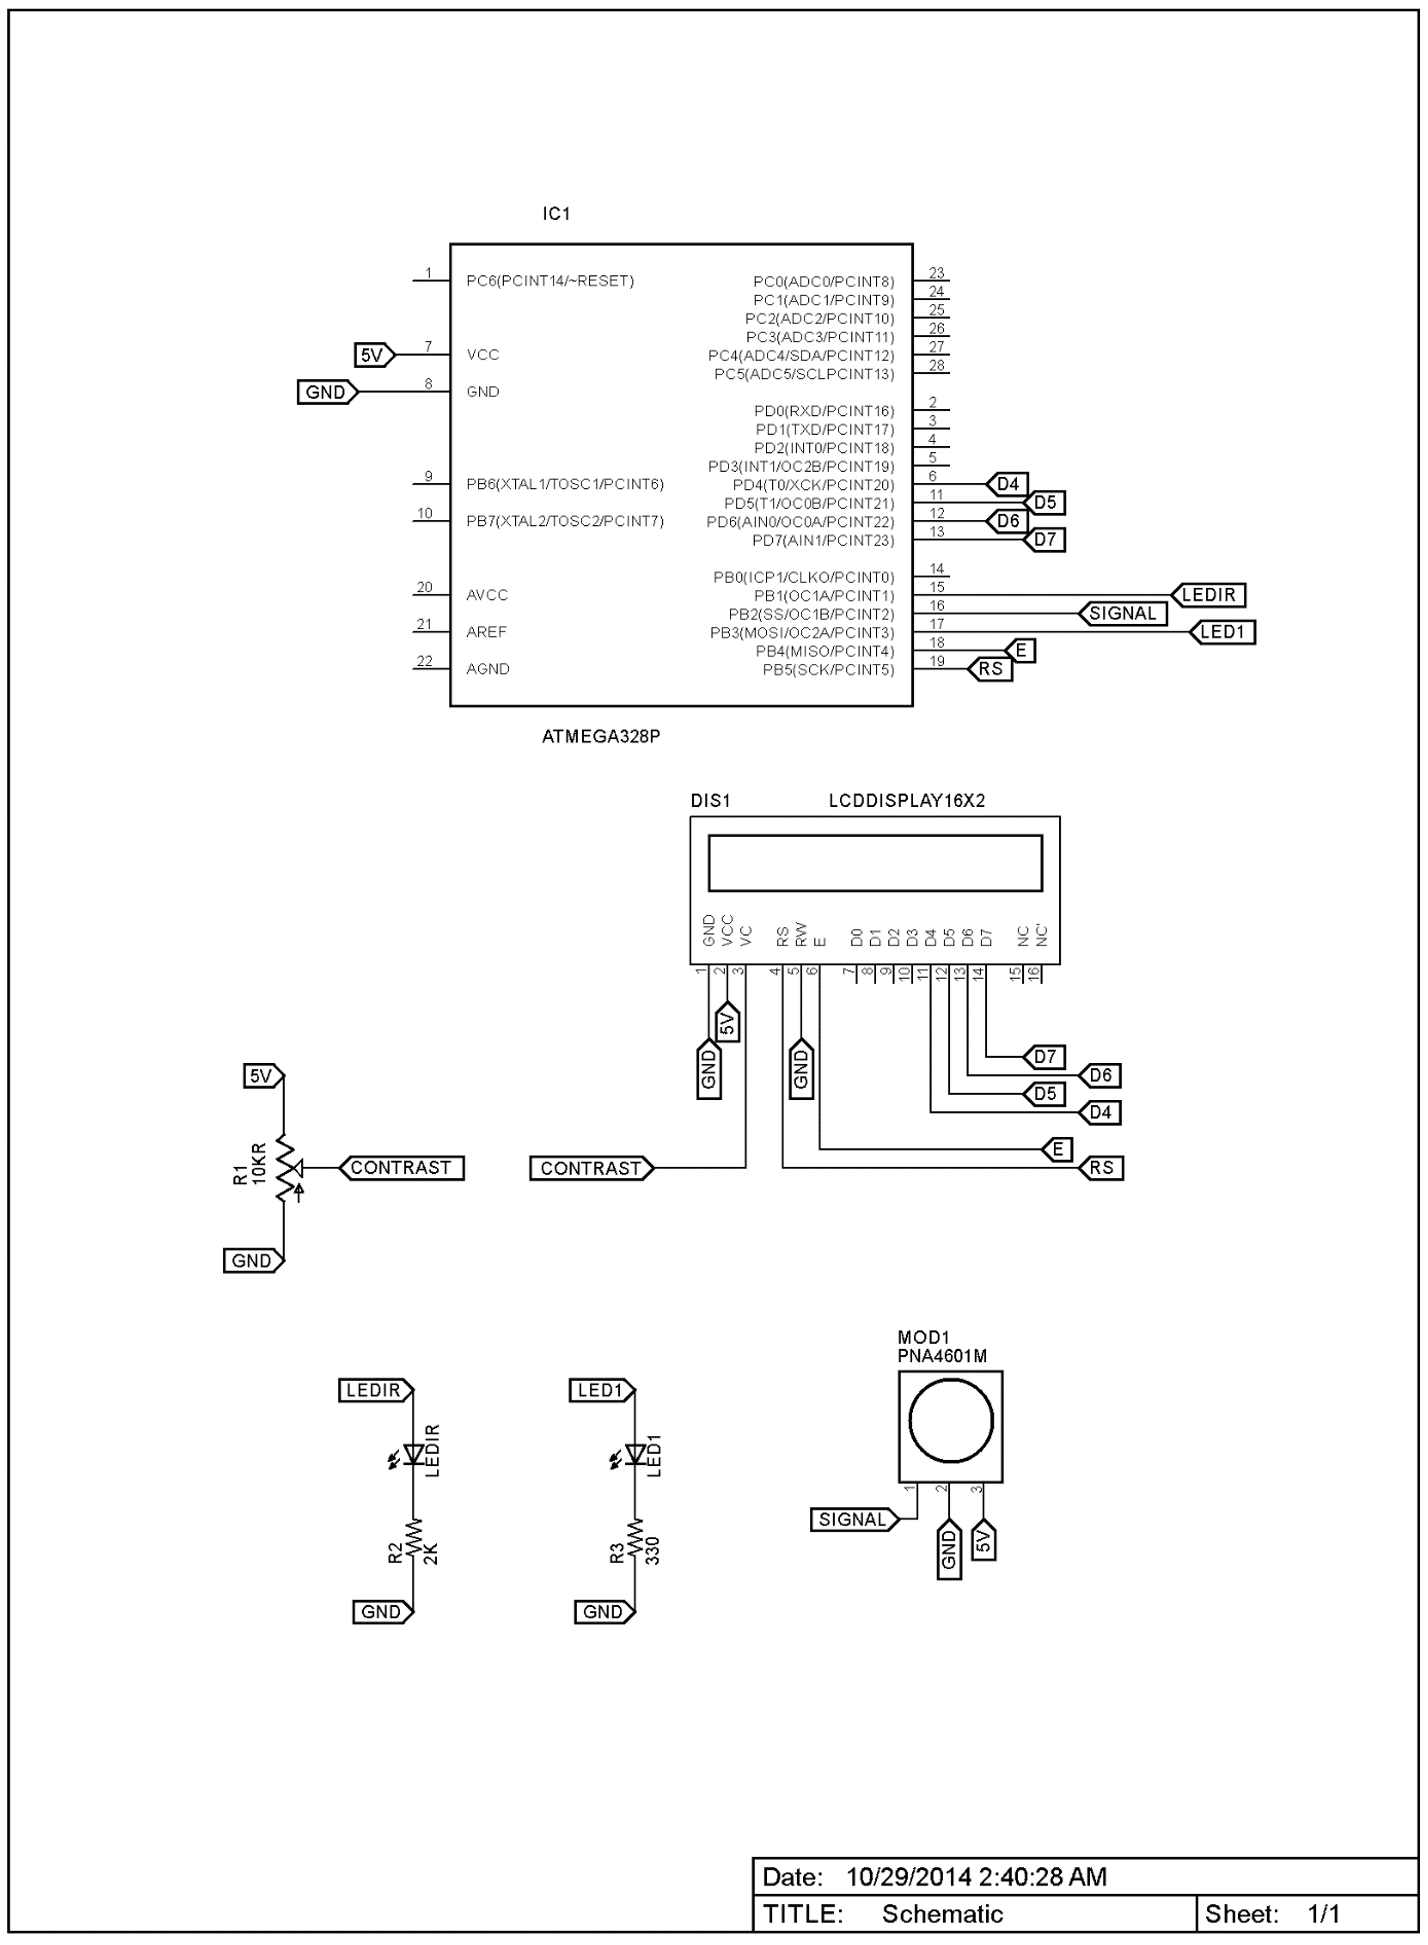 IC1
1 PC6(PCINT14/~RESET)
5V 7 VCC
GND 8 GND
9 PB6(XTAL1/TOSC1/PCINT6)
10 PB7(XTAL2/TOSC2/PCINT7)
20 AVCC
21 AREF
22 AGND
PC0(ADC0/PCINT8) 23
PC1(ADC1/PCINT9) 24
PC2(ADC2/PCINT10) 25
PC3(ADC3/PCINT11) 26
PC4(ADC4/SDA/PCINT12) 27
PC5(ADC5/SCLPCINT13) 28
PD0(RXD/PCINT16) 2
PD1(TXD/PCINT17) 3
PD2(INT0/PCINT18) 4
PD3(INT1/OC2B/PCINT19) 5
PD4(T0/XCK/PCINT20) 6 D4
PD5(T1/OC0B/PCINT21) 11 D5
PD6(AIN0/OC0A/PCINT22) 12 D6
PD7(AIN1/PCINT23) 13 D7
PB0(ICP1/CLKO/PCINT0) 14
PB1(OC1A/PCINT1) 15 LEDIR
PB2(SS/OC1B/PCINT2) 16 SIGNAL
PB3(MOSI/OC2A/PCINT3) 17 LED1
PB4(MISO/PCINT4) 18 E
PB5(SCK/PCINT5) 19 RS
ATMEGA328P
DIS1 LCDDISPLAY16X2
GND VCC VC RS RW E D0 D1 D2 D3 D4 D5 D6 D7 NC NC'
1 2 3 4 5 6 7 8 9 10 11 12 13 14 15 16
5V
GND GND
D7
D6
D5
D4
E
CONTRAST RS
5V
R1
10KR
CONTRAST
GND
LEDIR
LEDIR
R2
2K
GND
LED1
LED1
R3
330
GND
MOD1
PNA4601M
1 2 3
SIGNAL GND 5V
Date: 10/29/2014 2:40:28 AM
TITLE: Schematic Sheet: 1/1